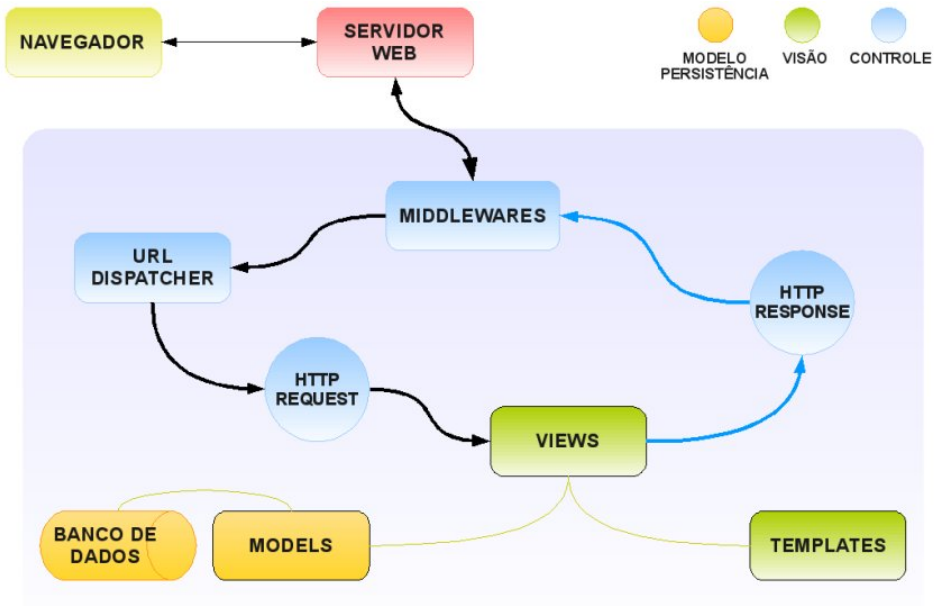 NAVEGADOR
SERVIDOR
WEB
MODELO
PERSISTÊNCIA
VISÃO
CONTROLE
MIDDLEWARES
URL
DISPATCHER
HTTP
RESPONSE
HTTP
REQUEST
VIEWS
BANCO DE
DADOS
MODELS
TEMPLATES